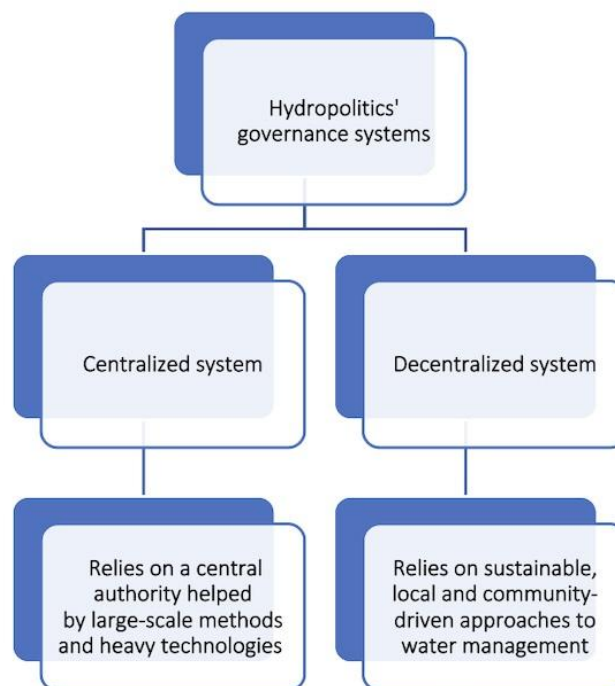 Hydropolitics'
governance systems
Centralized system
Decentralized system
Relies on a central
authority helped
by large-scale methods
and heavy technologies
Relies on sustainable,
local and community-
driven approaches to
water management